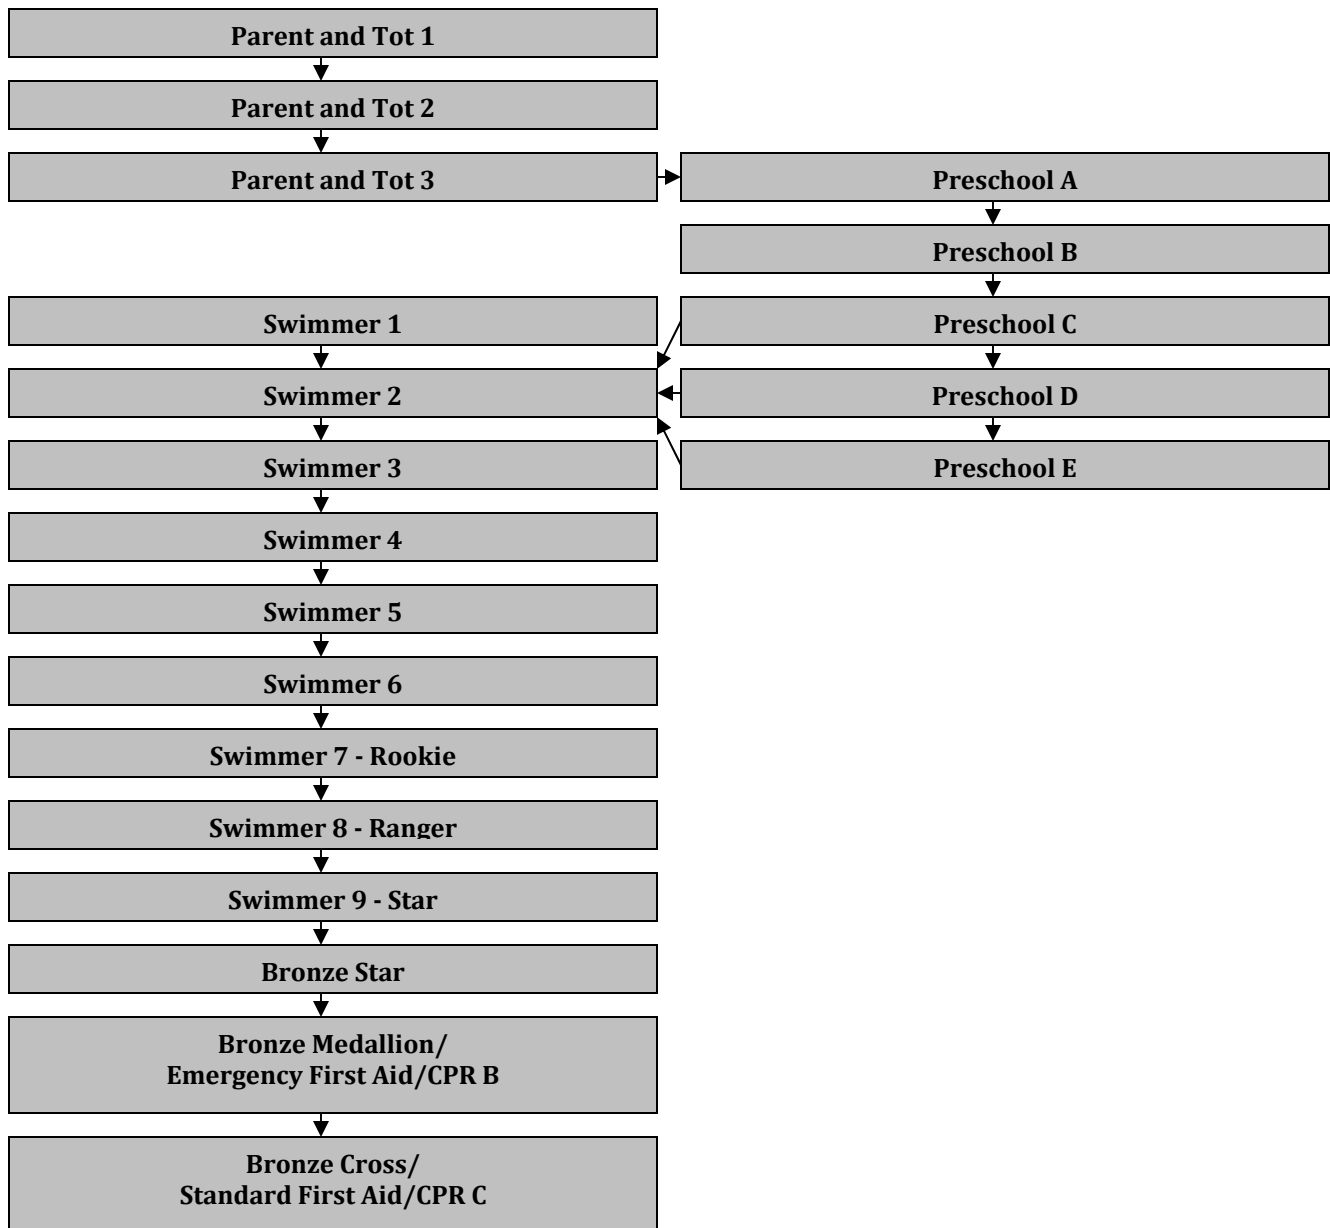 Parent and Tot 1
Parent and Tot 2
Parent and Tot 3
Preschool A
Preschool B
Swimmer 1
Preschool C
Swimmer 2
Preschool D
Swimmer 3
Preschool E
Swimmer 4
Swimmer 5
Swimmer 6
Swimmer 7 - Rookie
Swimmer 8 - Ranger
Swimmer 9 - Star
Bronze Star
Bronze Medallion/
Emergency First Aid/CPR B
Bronze Cross/
Standard First Aid/CPR C